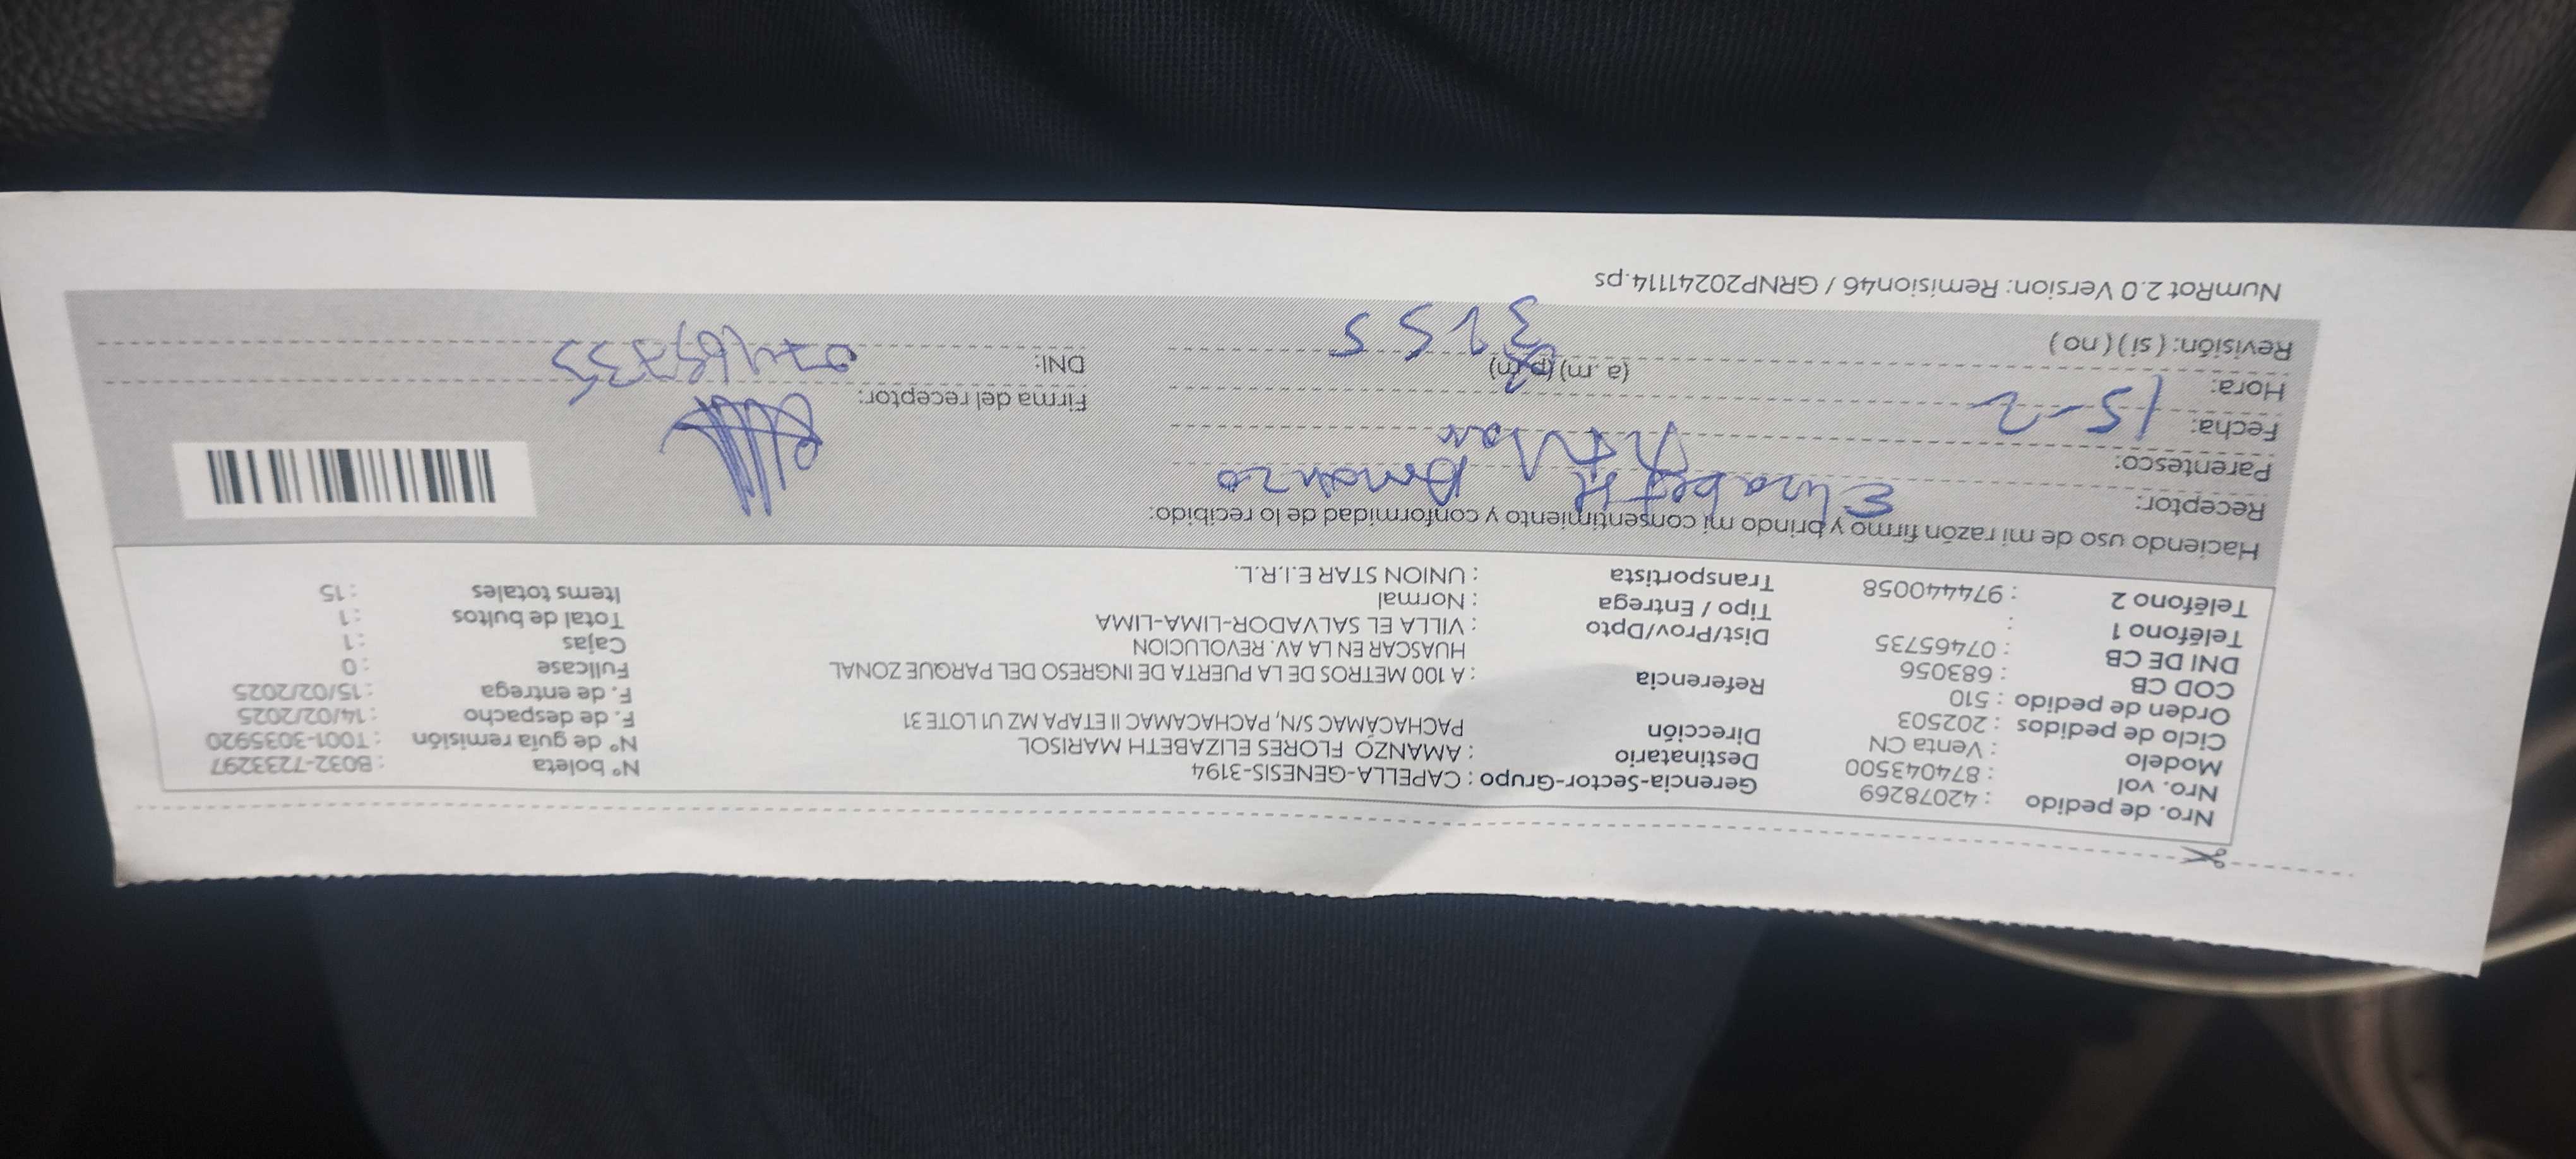 Nro. de pedido : 42078269
Nro. vol : 874043500
Modelo : Venta CN
Ciclo de pedidos : 202503
Orden de pedido : 510
COD CB : 683056
DNI DE CB : 07465735
Teléfono 1 :
Teléfono 2 : 974440058
Gerencia-Sector-Grupo : CAPELLA-GENESIS-3194
Destinatario : AMANZO FLORES ELIZABETH MARISOL
Dirección PACHACÁMAC S/N, PACHACAMAC II ETAPA MZ U1 LOTE 31
Referencia : A 100 METROS DE LA PUERTA DE INGRESO DEL PARQUE ZONAL
HUASCAR EN LA AV. REVOLUCION
Dist/Prov/Dpto : VILLA EL SALVADOR-LIMA-LIMA
Tipo / Entrega : Normal
Transportista : UNION STAR E.I.R.L.
N° boleta : B032-7233297
N° de guía remisión : T001-3035920
F. de despacho : 14/02/2025
F. de entrega : 15/02/2025
Fullcase : 0
Cajas : 1
Total de bultos : 1
Items totales : 15
Haciendo uso de mi razón firmo y brindo mi consentimiento y conformidad de lo recibido:
Receptor: Elizabeth Amanzo
Parentesco:
Fecha: 15-2
Hora: (a.m) (p.m)
Revisión: ( si ) ( no )
Firma del receptor:
DNI:
NumRot 2.0 Version: Remision46 / GRNP20241114.ps